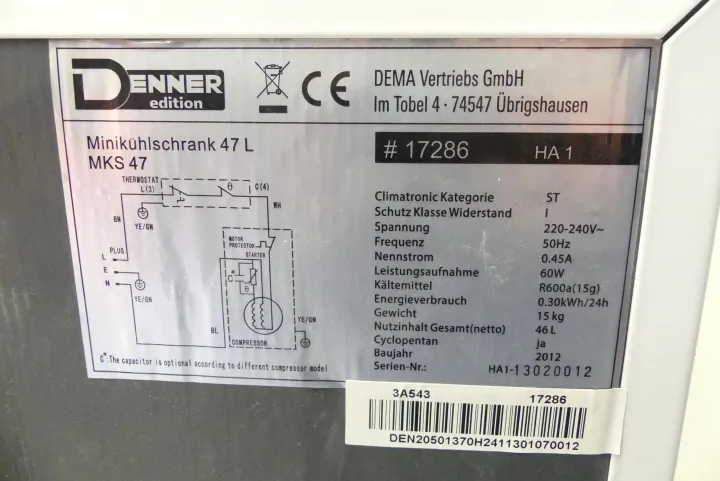 DENNER
edition
CE
DEMA Vertriebs GmbH
Im Tobel 4 · 74547 Übrigshausen
Minikühlschrank 47 L
MKS 47
# 17286 HA 1
THERMOSTAT
L(3) θ C(4)
BN
YE/GN
WH
PLUG
L
E
N
YE/GN
MOTOR
PROTECTOR
STARTER
C*
θ
BL
YE/GN
COMPRESSOR
C*:The capacitor is optional according to different compressor model
Climatronic Kategorie ST
Schutz Klasse Widerstand I
Spannung 220-240V~
Frequenz 50Hz
Nennstrom 0.45A
Leistungsaufnahme 60W
Kältemittel R600a(15g)
Energieverbrauch 0.30kWh/24h
Gewicht 15 kg
Nutzinhalt Gesamt(netto) 46 L
Cyclopentan ja
Baujahr 2012
Serien-Nr.: HA1-13020012
3A543 17286
DEN20501370H2411301070012